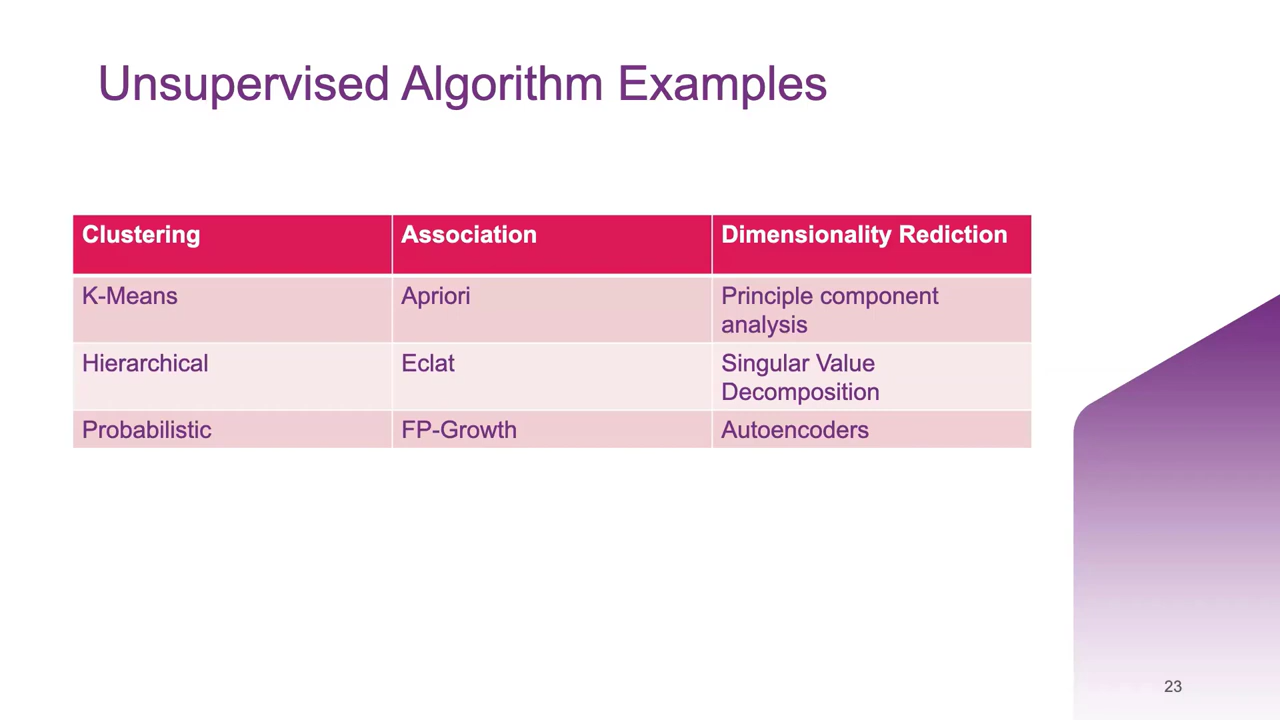 Unsupervised Algorithm Examples
Clustering
Association
Dimensionality Rediction
K-Means
Apriori
Principle component
analysis
Hierarchical
Eclat
Singular Value
Decomposition
Probabilistic
FP-Growth
Autoencoders
23